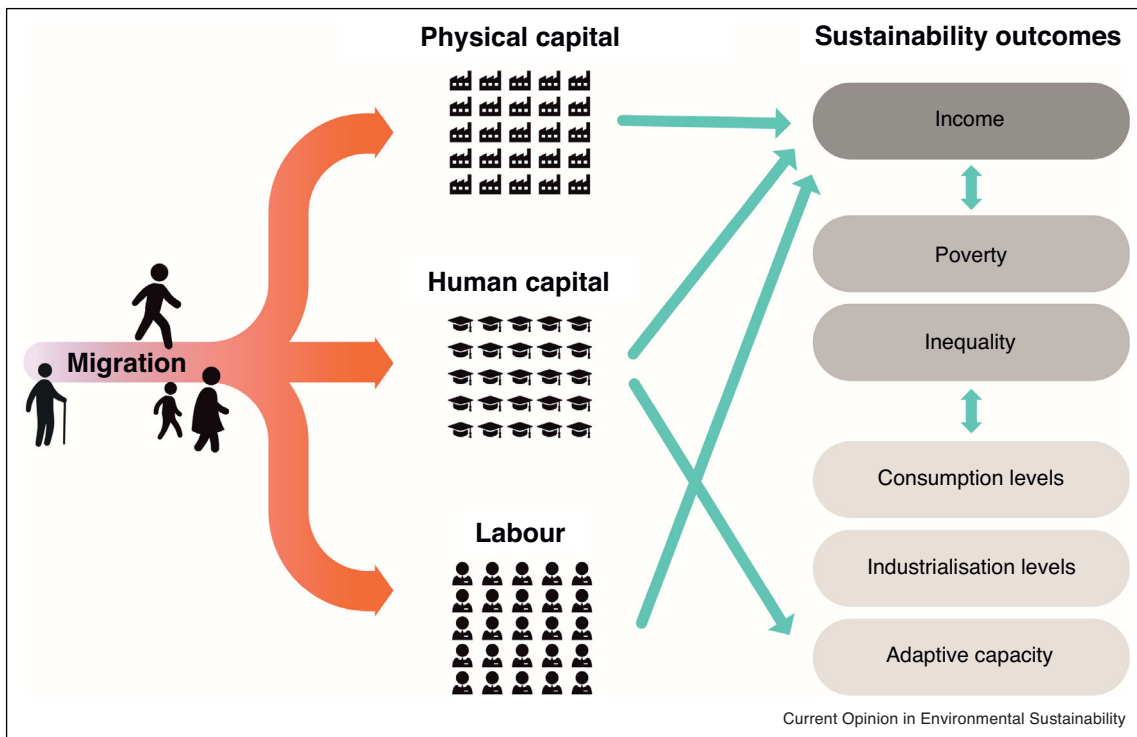 Physical capital
Sustainability outcomes
Income
Poverty
Human capital
Inequality
Migration
Consumption levels
Labour
Industrialisation levels
Adaptive capacity
Current Opinion in Environmental Sustainability